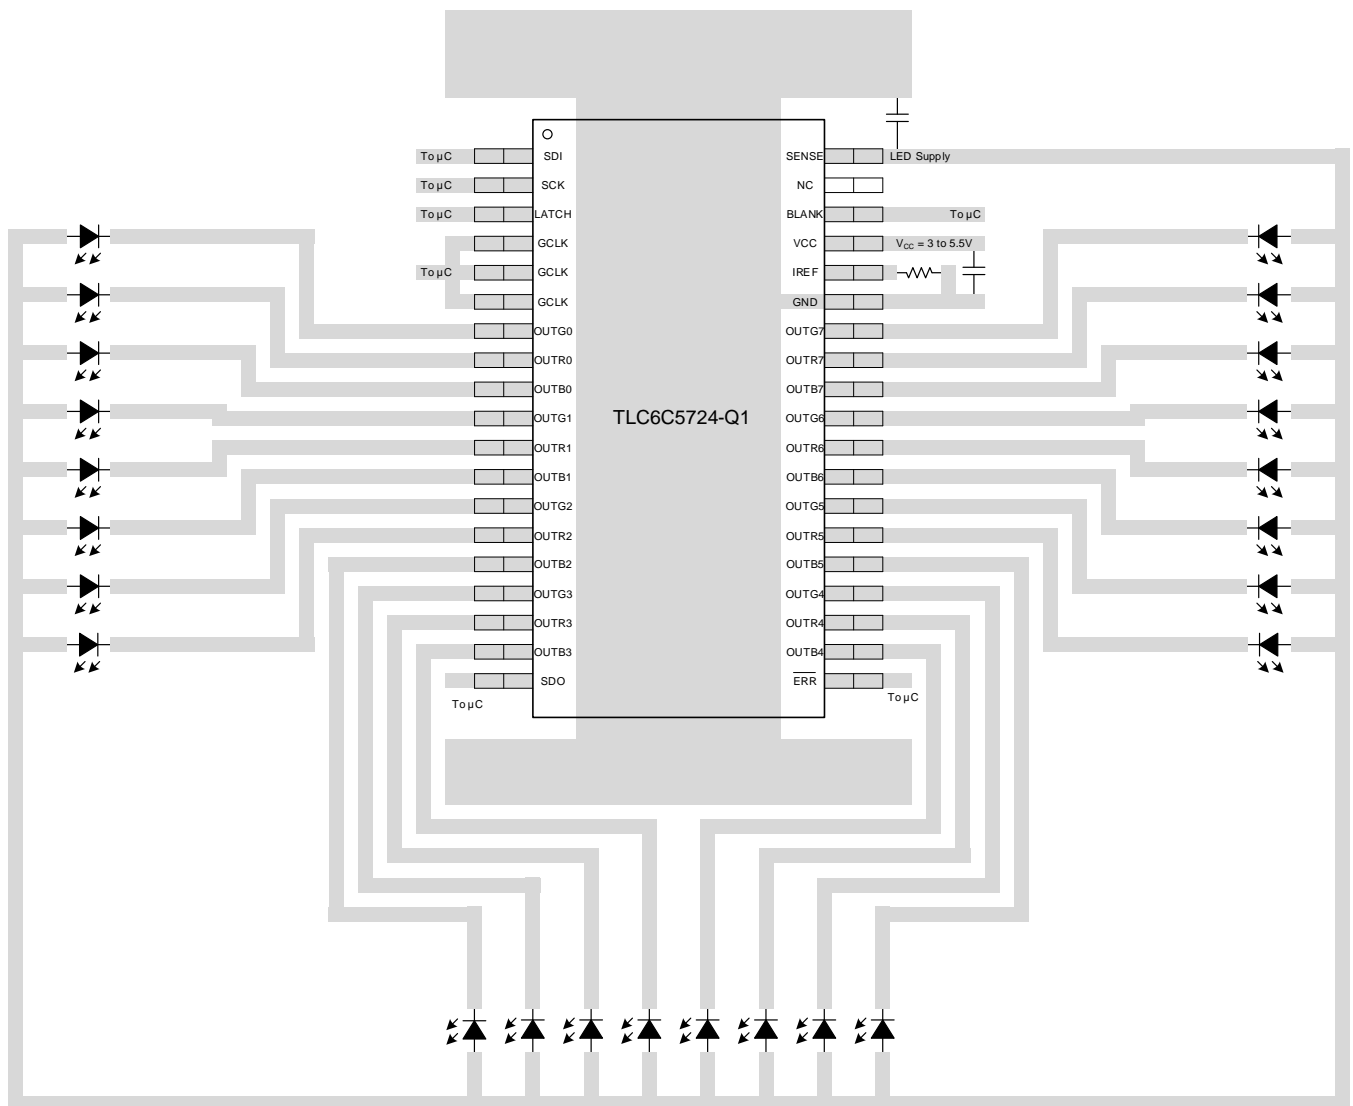 To µC SDI SENSE LED Supply
To µC SCK NC
To µC LATCH BLANK To µC
GCLK VCC V_CC = 3 to 5.5V
To µC GCLK IREF
GCLK GND
OUTG0 OUTG7
OUTR0 OUTR7
OUTB0 OUTB7
OUTG1 TLC6C5724-Q1 OUTG6
OUTR1 OUTR6
OUTB1 OUTB6
OUTG2 OUTG5
OUTR2 OUTR5
OUTB2 OUTB5
OUTG3 OUTG4
OUTR3 OUTR4
OUTB3 OUTB4
SDO ERR
To µC To µC